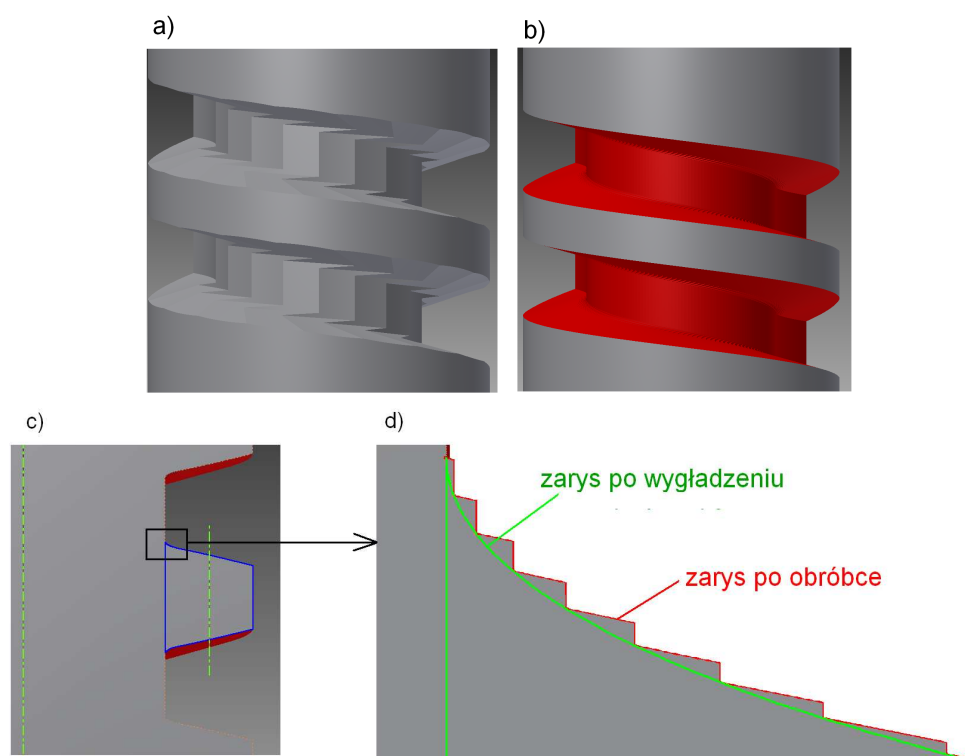 a)
b)
c)
d)
zarys po wygładzeniu
zarys po obróbce